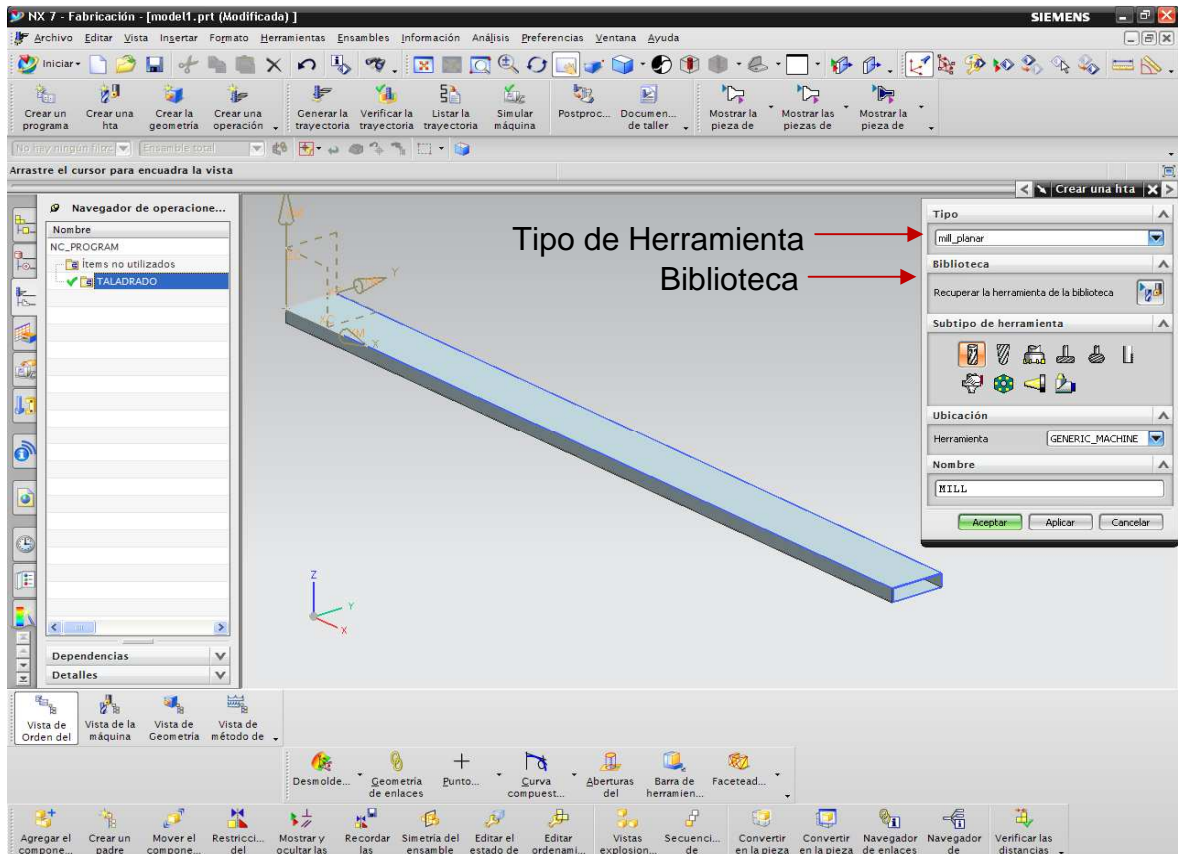 NX 7 - Fabricación - [model1.prt (Modificada) ]
SIEMENS
Archivo Editar Vista Insertar Formato Herramientas Ensambles Información Análisis Preferencias Ventana Ayuda
Iniciar
Crear un programa
Crear una hta
Crear la geometría
Crear una operación
Generar la trayectoria
Verificar la trayectoria
Listar la trayectoria
Simular máquina
Postproc...
Documen... de taller
Mostrar la pieza de
Mostrar las piezas de
Mostrar la pieza de
No hay ningún filtrc
Ensamble total
Arrastre el cursor para encuadra la vista
Navegador de operacione...
Nombre
NC_PROGRAM
Ítems no utilizados
TALADRADO
Dependencias
Detalles
Y
X
Z
Y
X
Tipo de Herramienta
Biblioteca
Crear una hta
Tipo
mill_planar
Biblioteca
Recuperar la herramienta de la biblioteca
Subtipo de herramienta
Ubicación
Herramienta
GENERIC_MACHINE
Nombre
MILL
Aceptar
Aplicar
Cancelar
Vista de Orden del
Vista de la máquina
Vista de Geometría
Vista de método de
Desmolde...
Geometría de enlaces
Punto...
Curva compuest...
Aberturas del
Barra de herramien...
Facetead...
Agregar el compone...
Crear un padre
Mover el compone...
Restricci... del
Mostrar y ocultar las
Recordar las
Simetría del ensamble
Editar el estado de
Editar ordenami...
Vistas explosion...
Secuenci... de
Convertir en la pieza
Convertir en la pieza
Navegador de enlaces
Navegador de
Verificar las distancias